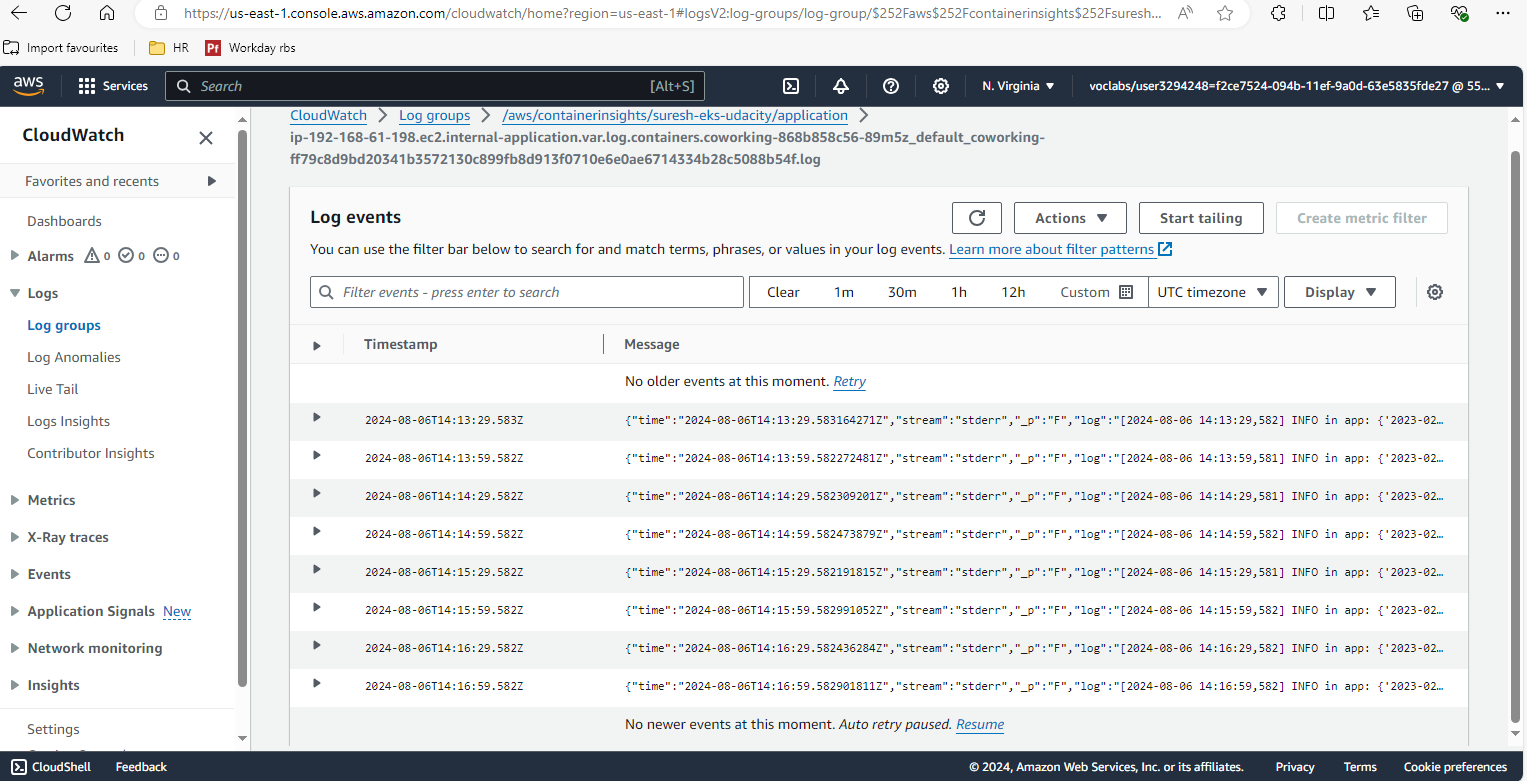 https://us-east-1.console.aws.amazon.com/cloudwatch/home?region=us-east-1#logsV2:log-groups/log-group/$252Faws$252Fcontainerinsights$252Fsuresh...
Import favourites HR Pf Workday rbs
aws Services Search [Alt+S] N. Virginia voclabs/user3294248=f2ce7524-094b-11ef-9a0d-63e5835fde27 @ 55...
CloudWatch
Favorites and recents
Dashboards
Alarms 0 0 0
Logs
Log groups
Log Anomalies
Live Tail
Logs Insights
Contributor Insights
Metrics
X-Ray traces
Events
Application Signals New
Network monitoring
Insights
Settings
CloudWatch Log groups /aws/containerinsights/suresh-eks-udacity/application
ip-192-168-61-198.ec2.internal-application.var.log.containers.coworking-868b858c56-89m5z_default_coworking-
ff79c8d9bd20341b3572130c899fb8d913f0710e6e0ae6714334b28c5088b54f.log
Log events
Actions Start tailing Create metric filter
You can use the filter bar below to search for and match terms, phrases, or values in your log events. Learn more about filter patterns
Filter events - press enter to search Clear 1m 30m 1h 12h Custom UTC timezone Display
Timestamp Message
No older events at this moment. Retry
2024-08-06T14:13:29.583Z {"time":"2024-08-06T14:13:29.583164271Z","stream":"stderr","_p":"F","log":"[2024-08-06 14:13:29,582] INFO in app: {'2023-02…
2024-08-06T14:13:59.582Z {"time":"2024-08-06T14:13:59.582272481Z","stream":"stderr","_p":"F","log":"[2024-08-06 14:13:59,581] INFO in app: {'2023-02…
2024-08-06T14:14:29.582Z {"time":"2024-08-06T14:14:29.582309201Z","stream":"stderr","_p":"F","log":"[2024-08-06 14:14:29,581] INFO in app: {'2023-02…
2024-08-06T14:14:59.582Z {"time":"2024-08-06T14:14:59.582473879Z","stream":"stderr","_p":"F","log":"[2024-08-06 14:14:59,582] INFO in app: {'2023-02…
2024-08-06T14:15:29.582Z {"time":"2024-08-06T14:15:29.582191815Z","stream":"stderr","_p":"F","log":"[2024-08-06 14:15:29,581] INFO in app: {'2023-02…
2024-08-06T14:15:59.582Z {"time":"2024-08-06T14:15:59.582991052Z","stream":"stderr","_p":"F","log":"[2024-08-06 14:15:59,582] INFO in app: {'2023-02…
2024-08-06T14:16:29.582Z {"time":"2024-08-06T14:16:29.582436284Z","stream":"stderr","_p":"F","log":"[2024-08-06 14:16:29,582] INFO in app: {'2023-02…
2024-08-06T14:16:59.582Z {"time":"2024-08-06T14:16:59.582901811Z","stream":"stderr","_p":"F","log":"[2024-08-06 14:16:59,582] INFO in app: {'2023-02…
No newer events at this moment. Auto retry paused. Resume
CloudShell Feedback © 2024, Amazon Web Services, Inc. or its affiliates. Privacy Terms Cookie preferences